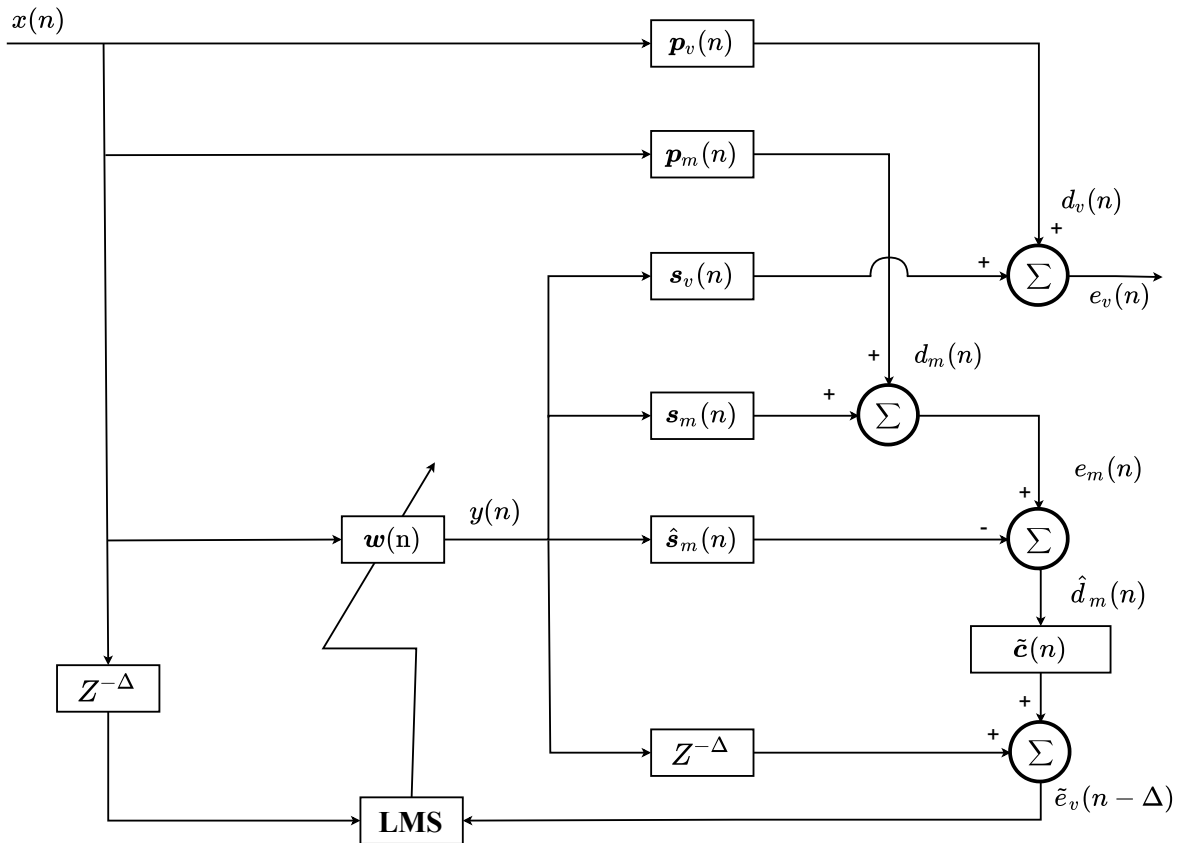 x(n)
𝒑_v(n)
𝒑_m(n)
d_v(n)
+
+
𝒔_v(n)
Σ
e_v(n)
+
d_m(n)
+
𝒔_m(n)
Σ
e_m(n)
+
y(n)
𝒘(n)
ŝ_m(n)
-
Σ
d̂_m(n)
c̃(n)
Z^{-Δ}
+
+
Z^{-Δ}
Σ
ẽ_v(n − Δ)
LMS